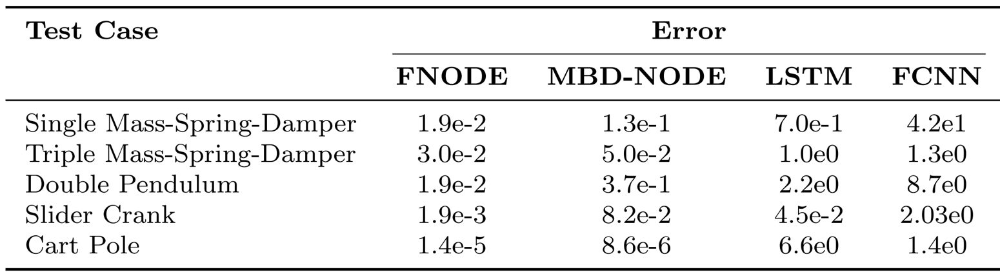 Test Case Error
FNODE MBD-NODE LSTM FCNN
Single Mass-Spring-Damper 1.9e-2 1.3e-1 7.0e-1 4.2e1
Triple Mass-Spring-Damper 3.0e-2 5.0e-2 1.0e0 1.3e0
Double Pendulum 1.9e-2 3.7e-1 2.2e0 8.7e0
Slider Crank 1.9e-3 8.2e-2 4.5e-2 2.03e0
Cart Pole 1.4e-5 8.6e-6 6.6e0 1.4e0